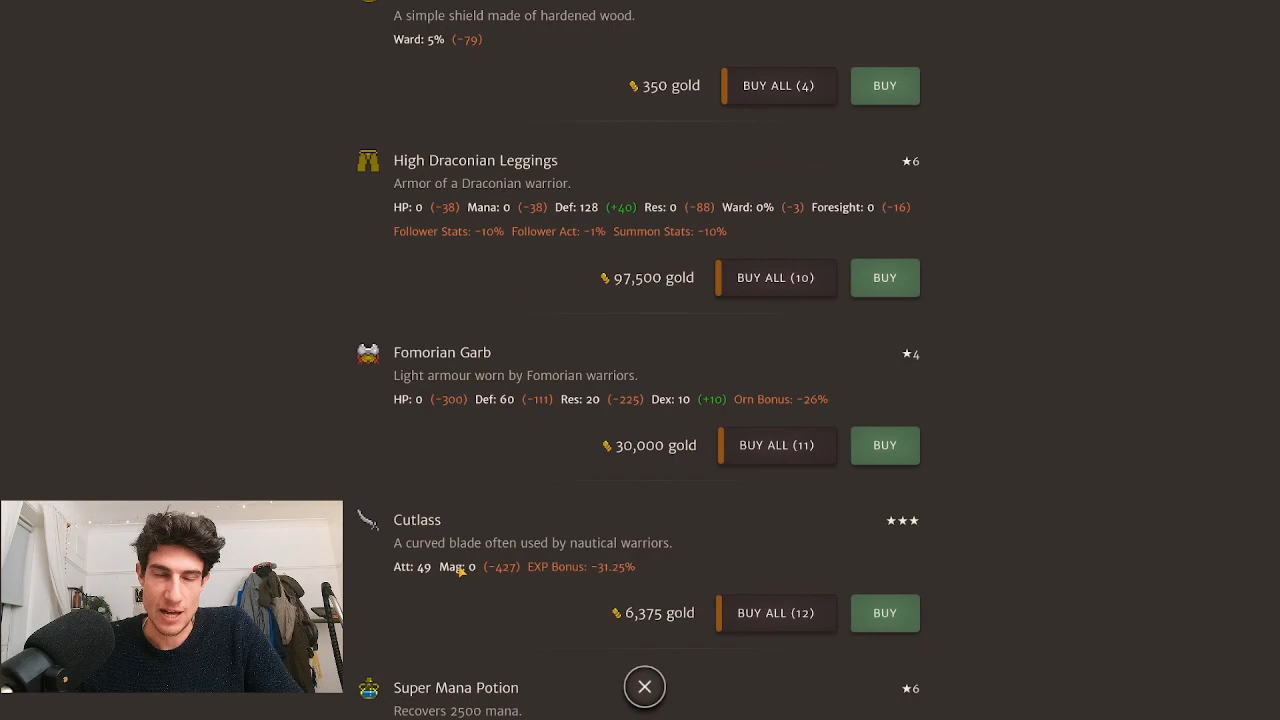 A simple shield made of hardened wood.
Ward: 5% (-79)
350 gold BUY ALL (4) BUY
High Draconian Leggings ★6
Armor of a Draconian warrior.
HP: 0 (-38) Mana: 0 (-38) Def: 128 (+40) Res: 0 (-88) Ward: 0% (-3) Foresight: 0 (-16)
Follower Stats: -10% Follower Act: -1% Summon Stats: -10%
97,500 gold BUY ALL (10) BUY
Fomorian Garb ★4
Light armour worn by Fomorian warriors.
HP: 0 (-300) Def: 60 (-111) Res: 20 (-225) Dex: 10 (+10) Orn Bonus: -26%
30,000 gold BUY ALL (11) BUY
Cutlass ★★★
A curved blade often used by nautical warriors.
Att: 49 Mag: 0 (-427) EXP Bonus: -31.25%
6,375 gold BUY ALL (12) BUY
Super Mana Potion ★6
Recovers 2500 mana.